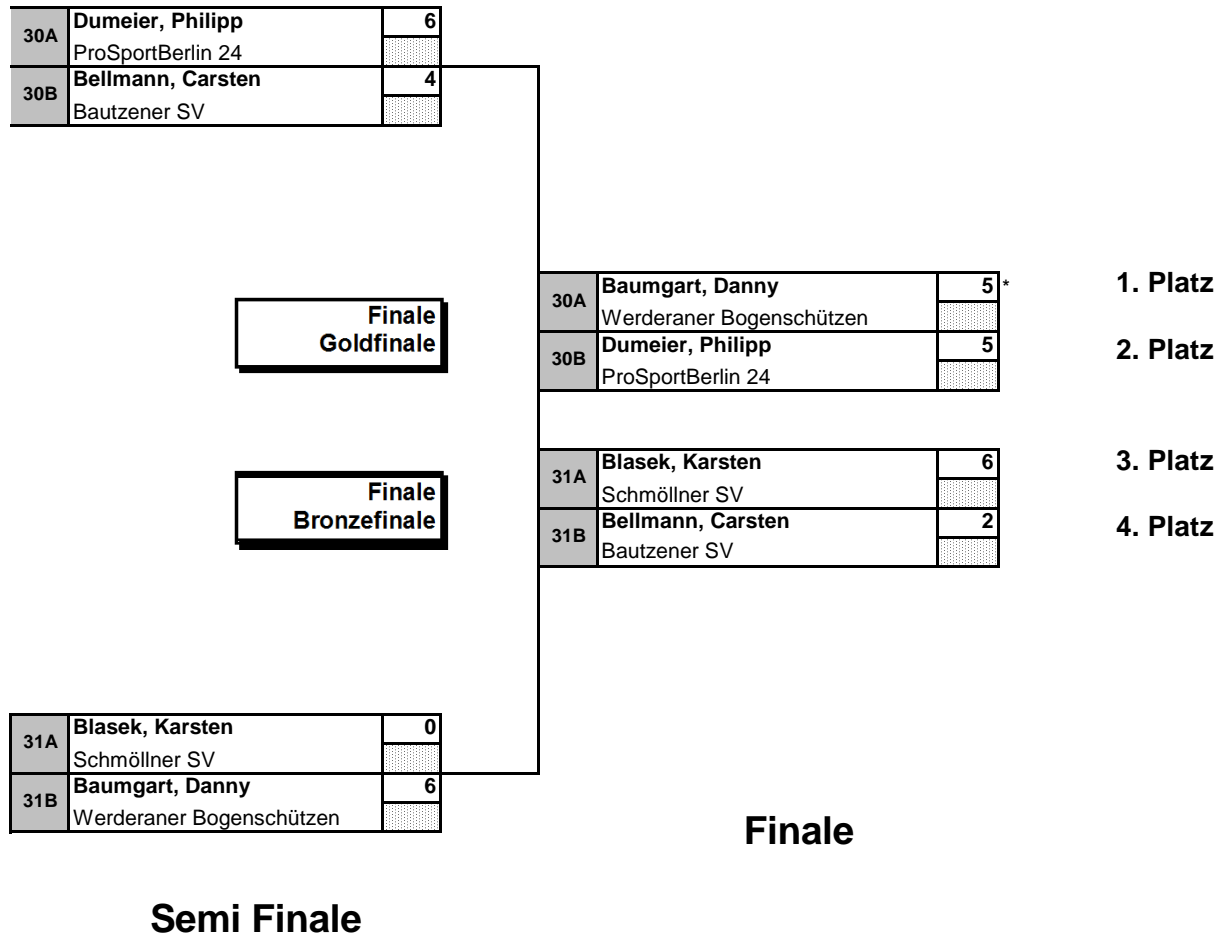 30A
Dumeier, Philipp 6
ProSportBerlin 24
30B
Bellmann, Carsten 4
Bautzener SV
Finale
Goldfinale
30A
Baumgart, Danny 5 *
Werderaner Bogenschützen
1. Platz
30B
Dumeier, Philipp 5
ProSportBerlin 24
2. Platz
Finale
Bronzefinale
31A
Blasek, Karsten 6
Schmöllner SV
3. Platz
31B
Bellmann, Carsten 2
Bautzener SV
4. Platz
31A
Blasek, Karsten 0
Schmöllner SV
31B
Baumgart, Danny 6
Werderaner Bogenschützen
Finale
Semi Finale